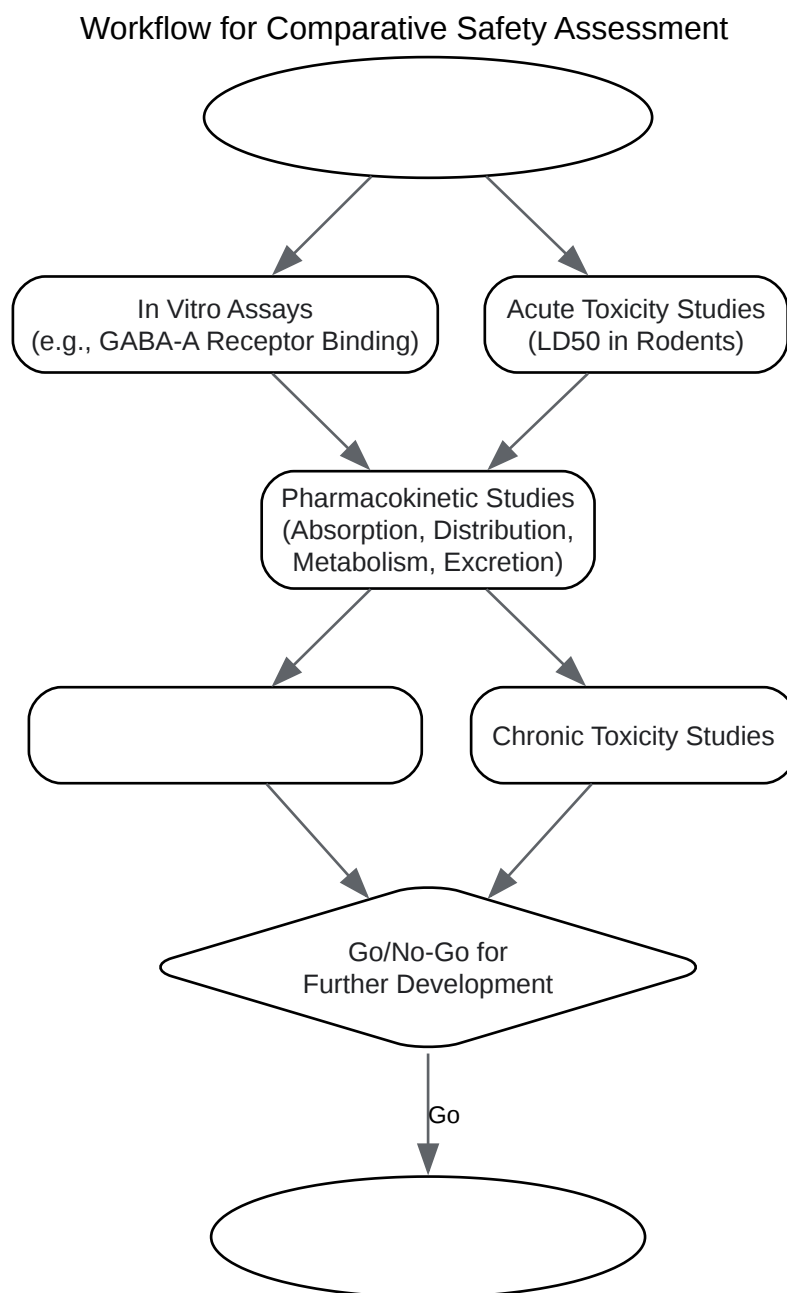 Workflow for Comparative Safety Assessment
In Vitro Assays
(e.g., GABA-A Receptor Binding)
Acute Toxicity Studies
(LD50 in Rodents)
Pharmacokinetic Studies
(Absorption, Distribution,
Metabolism, Excretion)
Chronic Toxicity Studies
Go/No-Go for
Further Development
Go